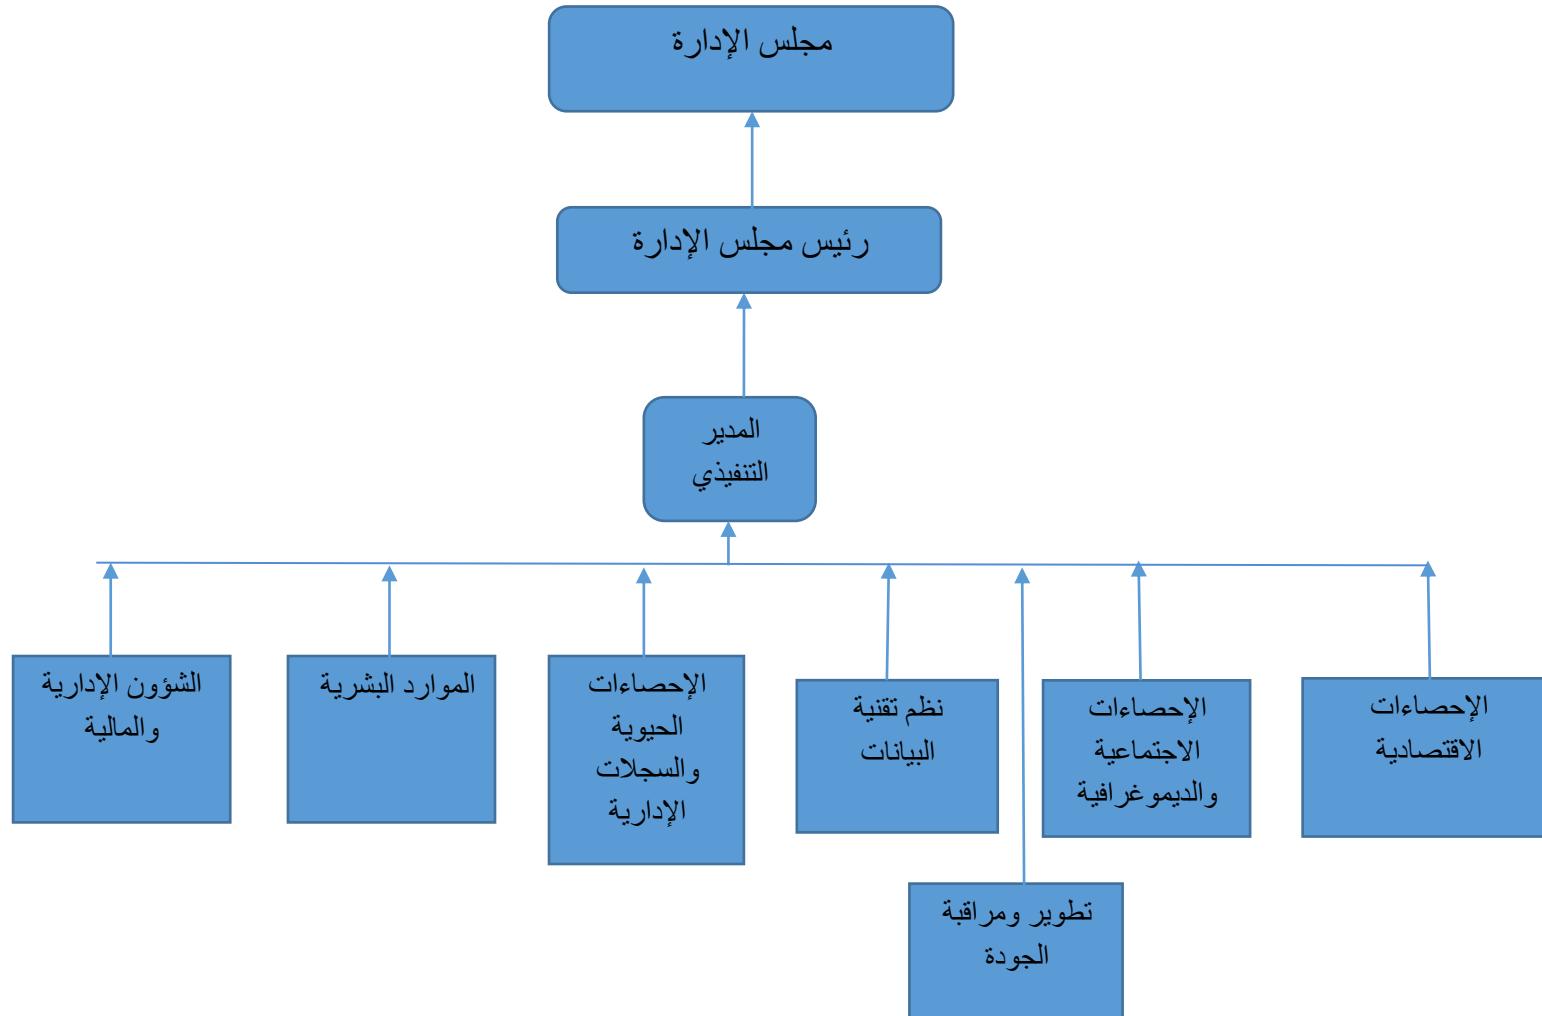 مجلس الإدارة
رئيس مجلس الإدارة
المدير
التنفيذي
الإحصاءات
الاقتصادية
الإحصاءات
الاجتماعية
والديموغرافية
نظم تقنية
البيانات
الإحصاءات
الحيوية
والسجلات
الإدارية
الموارد البشرية
الشؤون الإدارية
والمالية
تطوير ومراقبة
الجودة